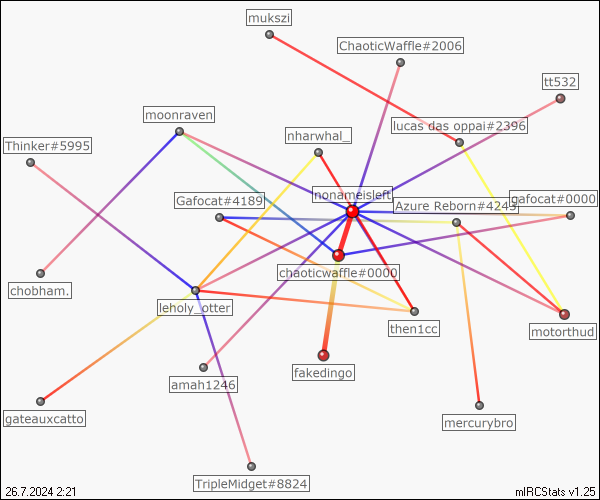 mukszi
ChaoticWaffle#2006
tt532
moonraven
lucas das oppai#2396
Thinker#5995
nharwhal_
nonameisleft
Gafocat#4189
Azure Reborn#4243
gafocat#0000
chaoticwaffle#0000
chobham.
leholy_otter
then1cc
motorthud
fakedingo
amah1246
gateauxcatto
mercurybro
TripleMidget#8824
26.7.2024 2:21
mIRCStats v1.25